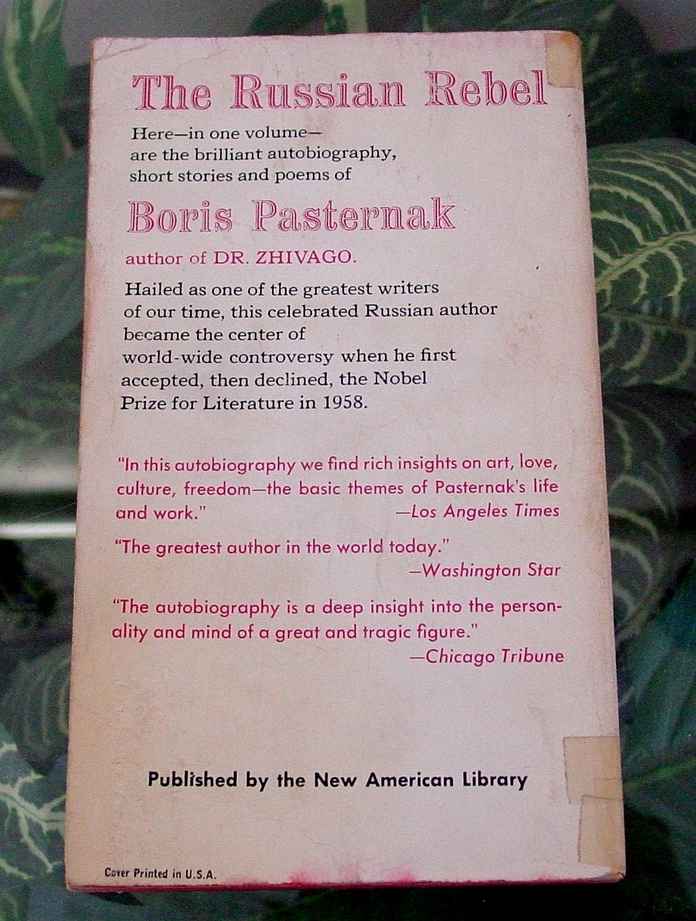 The Russian Rebel
Here—in one volume—
are the brilliant autobiography,
short stories and poems of
Boris Pasternak
author of DR. ZHIVAGO.
Hailed as one of the greatest writers
of our time, this celebrated Russian author
became the center of
world-wide controversy when he first
accepted, then declined, the Nobel
Prize for Literature in 1958.
“In this autobiography we find rich insights on art, love,
culture, freedom—the basic themes of Pasternak's life
and work.” —Los Angeles Times
“The greatest author in the world today.”
—Washington Star
“The autobiography is a deep insight into the person-
ality and mind of a great and tragic figure.”
—Chicago Tribune
Published by the New American Library
Cover Printed in U.S.A.